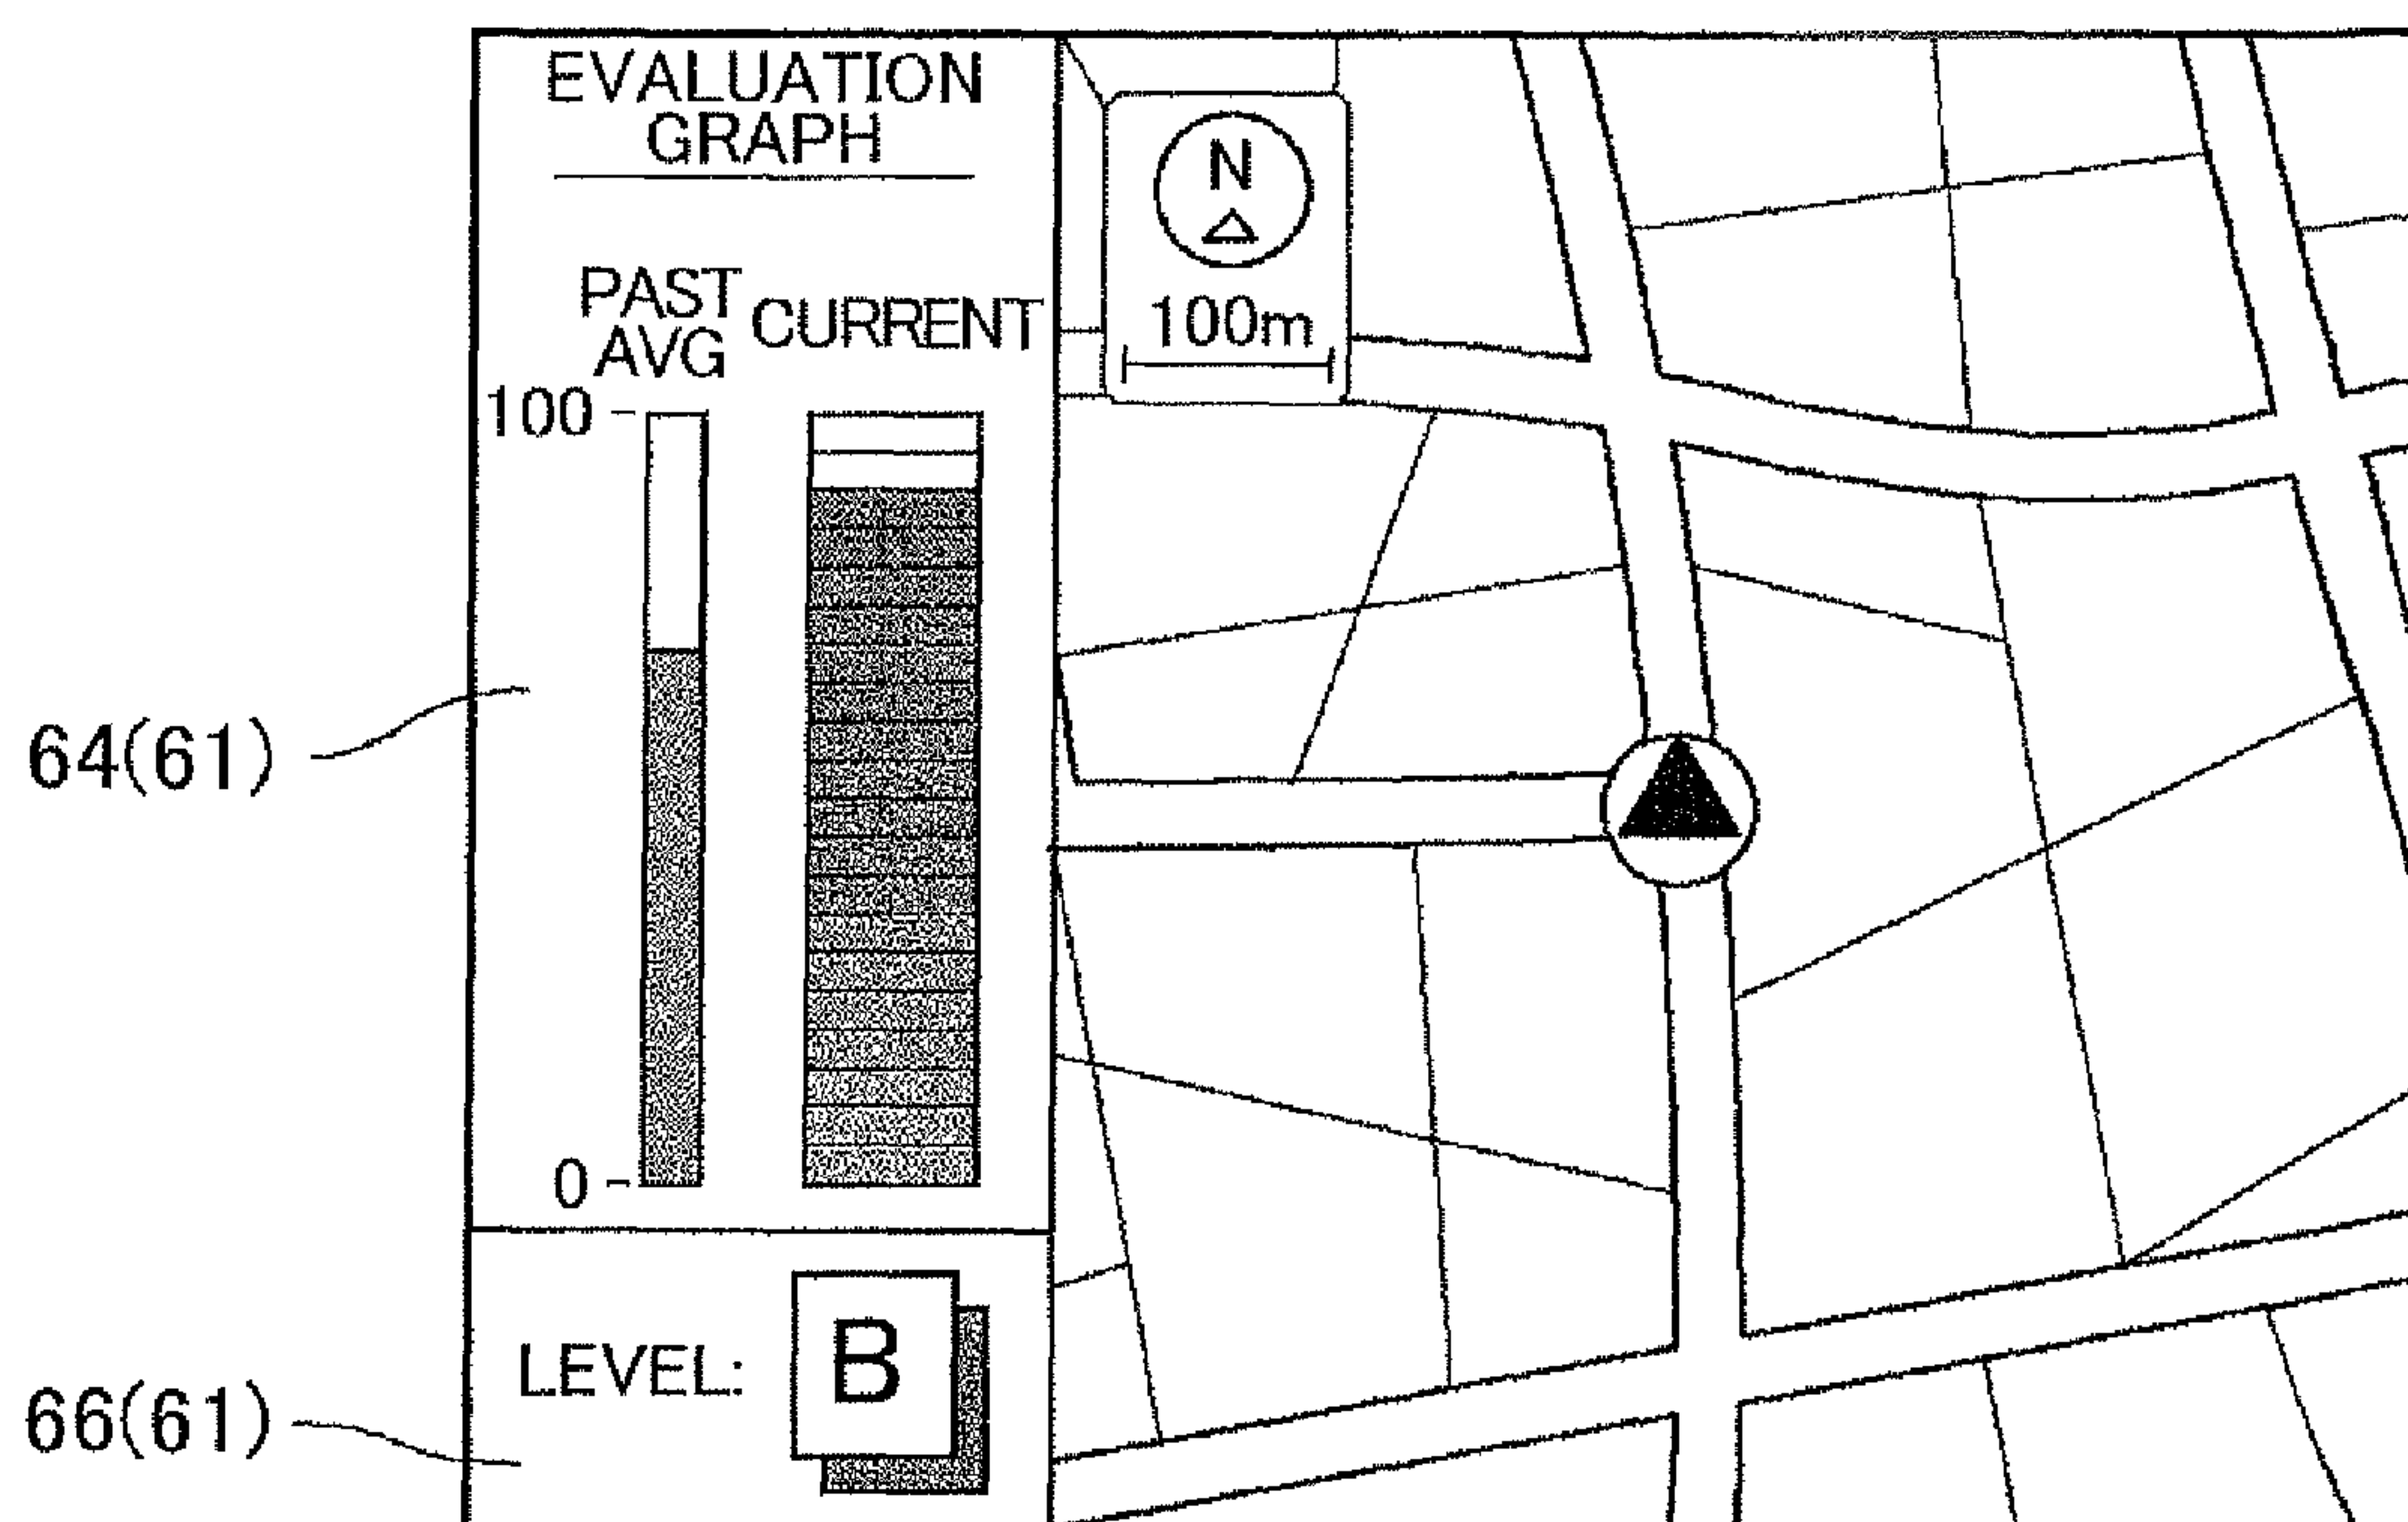 EVALUATION
GRAPH
PAST
AVG
CURRENT
100
0
64(61)
LEVEL:
B
66(61)
N
100m